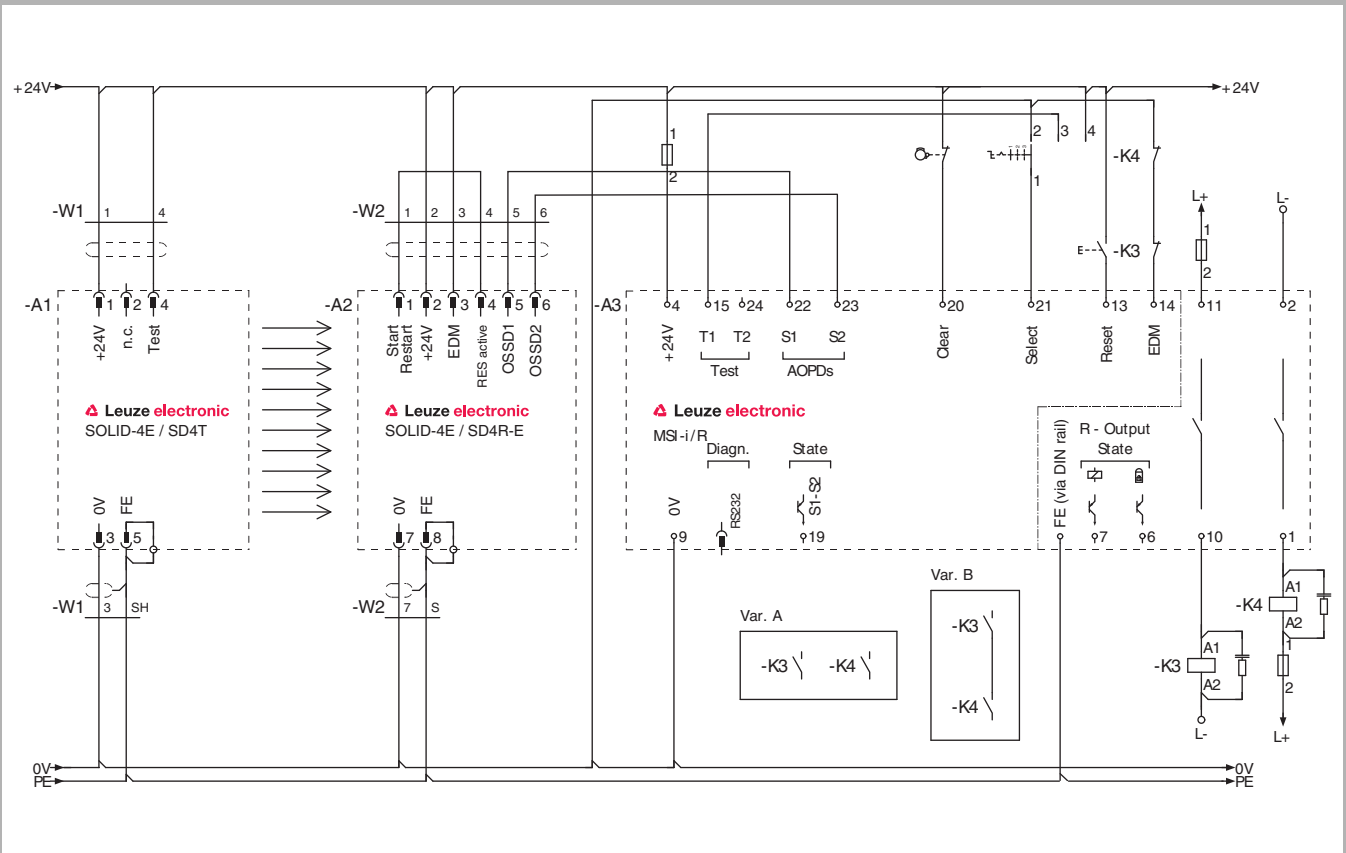 +24V
+24V
1
2
2
3
4
1
-K4
-W1
1
4
-W2
1
2
3
4
5
6
L+
L-
1
2
E
-K3
-A1
1
2
4
+24V
n.c.
Test
-A2
1
2
3
4
5
6
Start
Restart
+24V
EDM
RES active
OSSD1
OSSD2
-A3
4
15
24
22
23
20
21
13
14
11
2
+24V
T1
T2
S1
S2
Test
AOPDs
Clear
Select
Reset
EDM
Leuze electronic
SOLID-4E / SD4T
Leuze electronic
SOLID-4E / SD4R-E
Leuze electronic
MSI-i/R
Diagn.
State
R - Output
State
0V
FE
0V
FE
0V
RS232
S1-S2
FE (via DIN rail)
3
5
7
8
9
19
7
6
10
1
-W1
3
SH
-W2
7
S
Var. A
-K3
-K4
Var. B
-K3
-K4
-K4
A1
A2
1
2
L+
-K3
A1
A2
L-
0V
PE
0V
PE